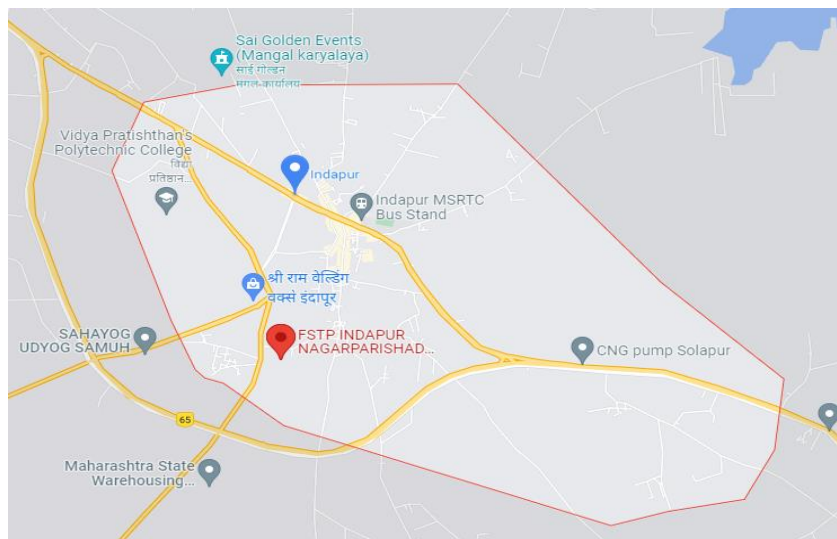 Sai Golden Events
(Mangal karyalaya)
साई गोल्डन
मंगल कार्यालय
Vidya Pratishthan's
Polytechnic College
विद्या
प्रतिष्ठान...
Indapur
Indapur MSRTC
Bus Stand
श्री राम वेल्डिंग
वर्क्स इंदापूर
SAHAYOG
UDYOG SAMUH
FSTP INDAPUR
NAGARPARISHAD...
CNG pump Solapur
65
Maharashtra State
Warehousing...